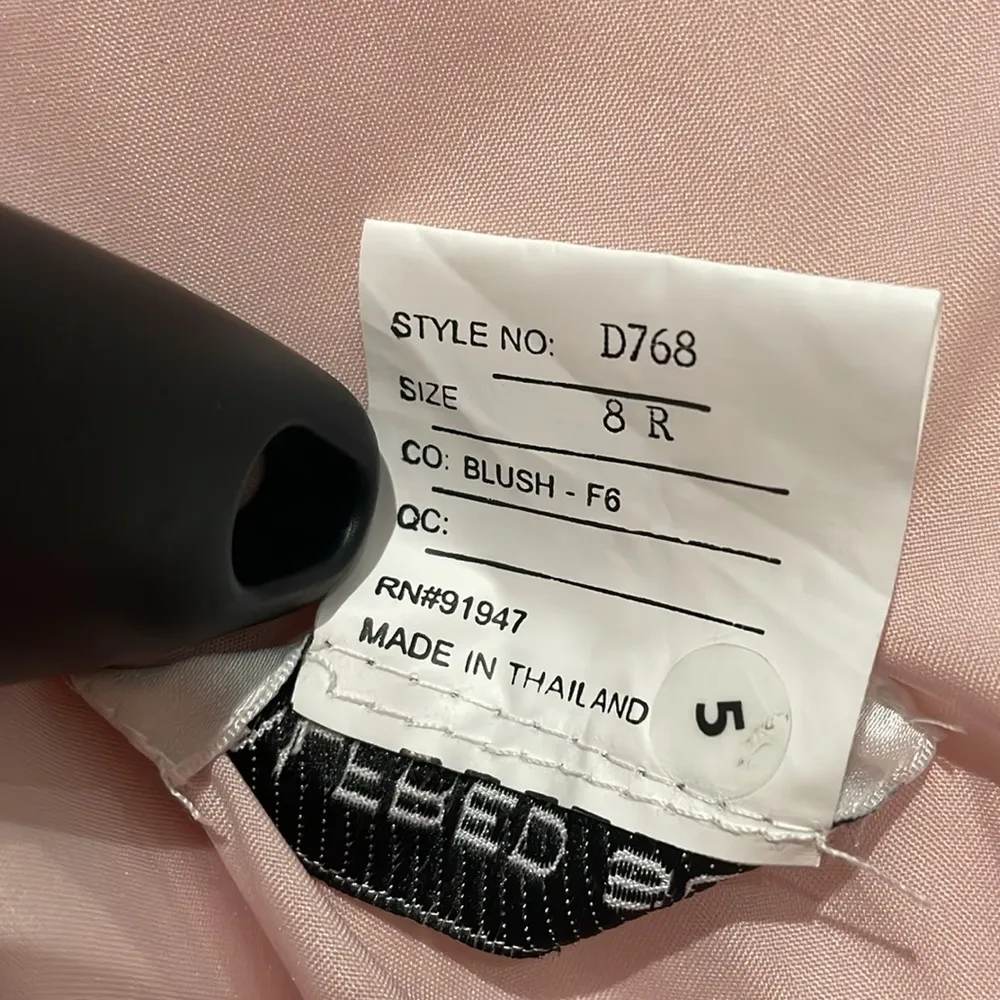 STYLE NO: D768
SIZE 8 R
CO: BLUSH - F6
QC:
RN#91947
MADE IN THAILAND
5